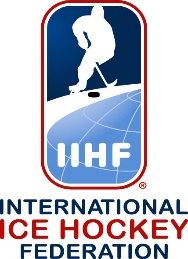 IIHF
®
INTERNATIONAL
ICE HOCKEY
FEDERATION